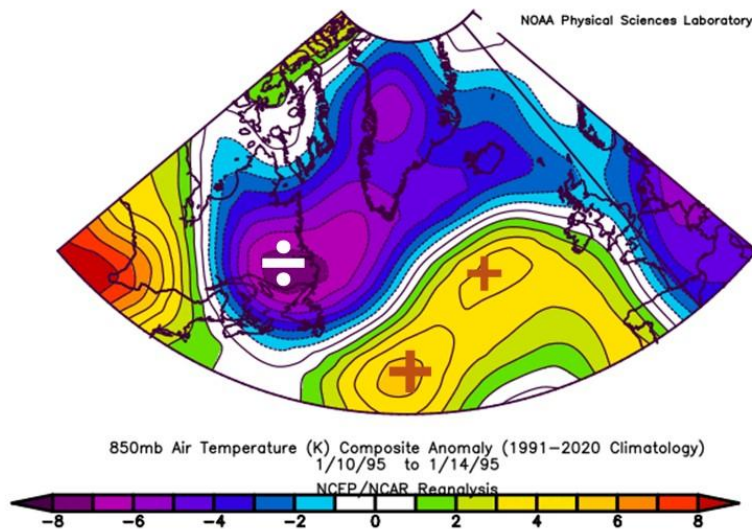 NOAA Physical Sciences Laboratory
850mb Air Temperature (K) Composite Anomaly (1991-2020 Climatology)
1/10/95 to 1/14/95
NCEP/NCAR Reanalysis
-8 -6 -4 -2 0 2 4 6 8